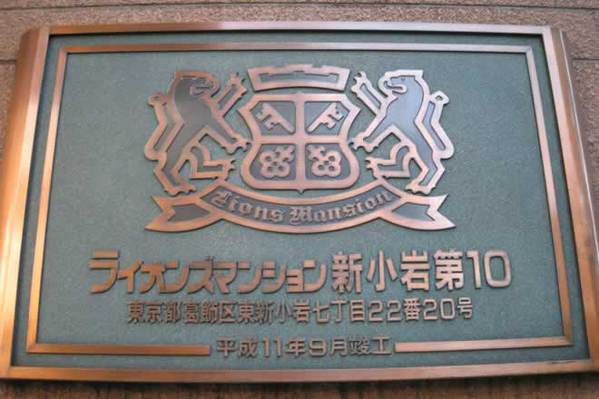 Lions Mansion
ライオンズマンション新小岩第10
東京都葛飾区東新小岩七丁目22番20号
平成11年9月竣工